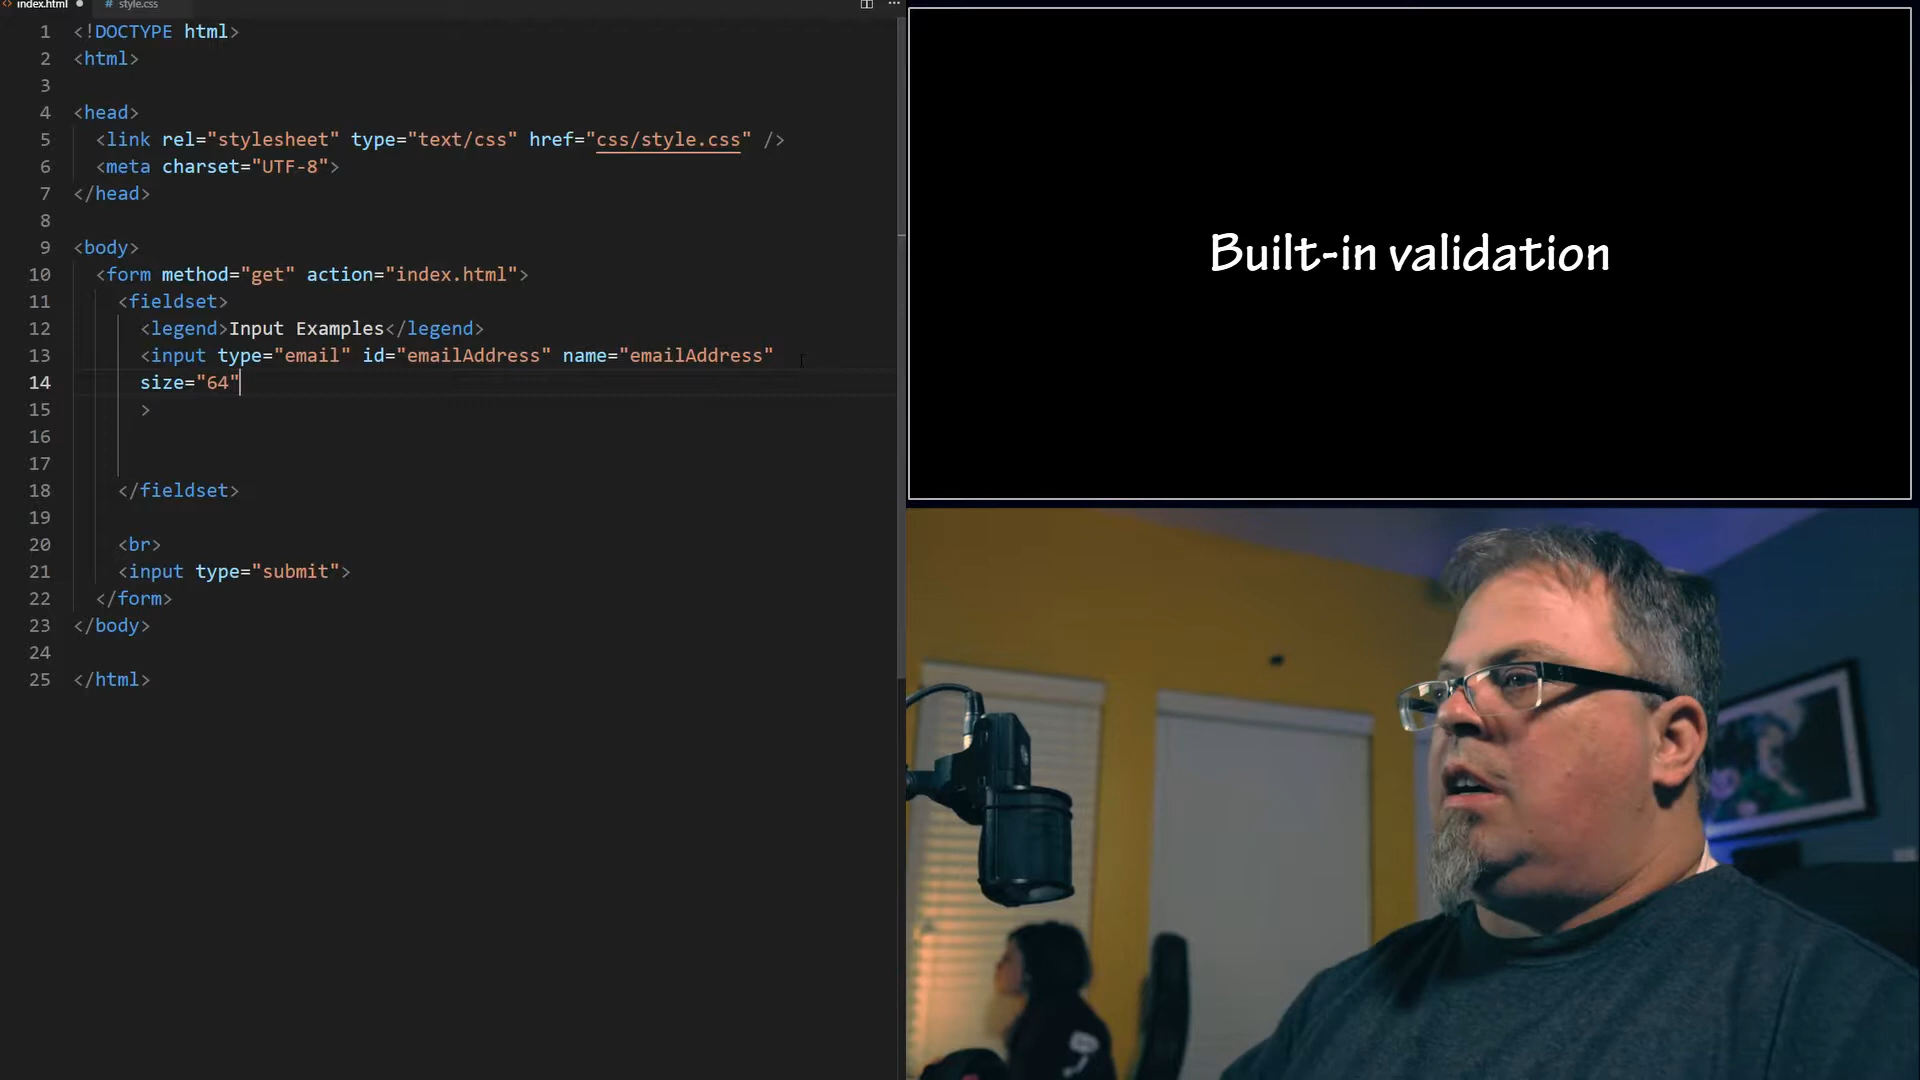 index.html
style.css
1 <!DOCTYPE html>
2 <html>
3
4 <head>
5 <link rel="stylesheet" type="text/css" href="css/style.css" />
6 <meta charset="UTF-8">
7 </head>
8
9 <body>
10 <form method="get" action="index.html">
11 <fieldset>
12 <legend>Input Examples</legend>
13 <input type="email" id="emailAddress" name="emailAddress"
14 size="64"
15 >
16
17
18 </fieldset>
19
20 <br>
21 <input type="submit">
22 </form>
23 </body>
24
25 </html>
Built-in validation